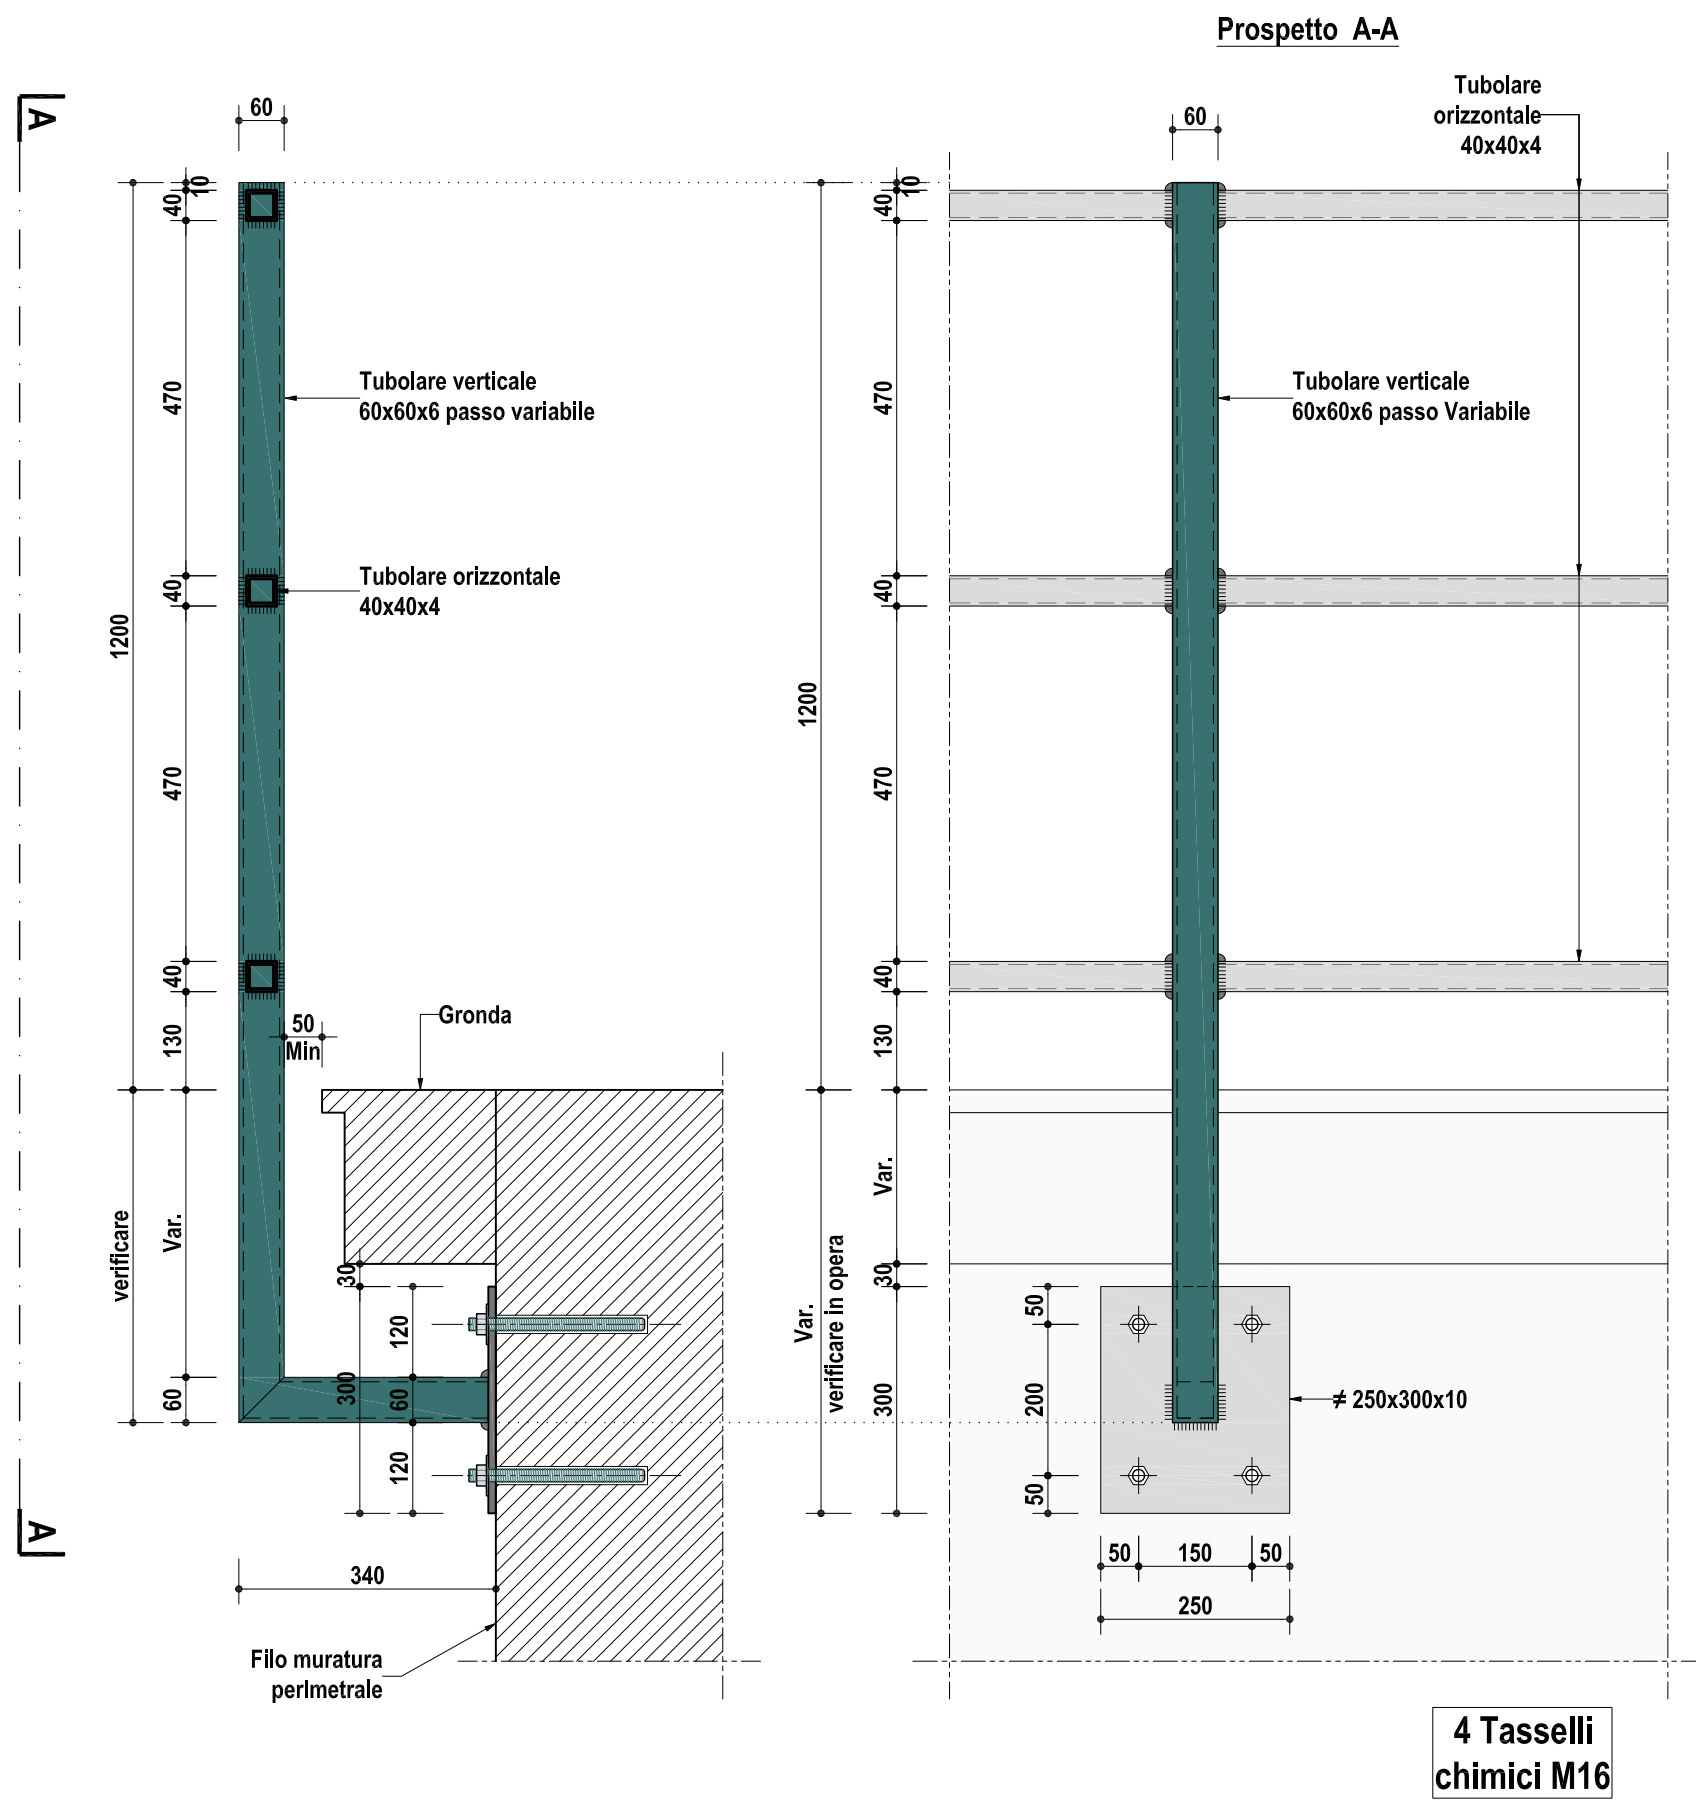 Prospetto A-A
A
60
10
40
470
40
470
40
130
1200
Var.
verificare
60
Tubolare verticale
60x60x6 passo variabile
Tubolare orizzontale
40x40x4
50
Min
Gronda
30
300
120
60
120
340
Filo muratura
perImetrale
A
60
Tubolare
orizzontale
40x40x4
10
40
470
40
470
40
130
1200
Var.
30
300
Var.
verificare in opera
Tubolare verticale
60x60x6 passo Variabile
50
200
50
≠ 250x300x10
50
150
50
250
4 Tasselli
chimici M16